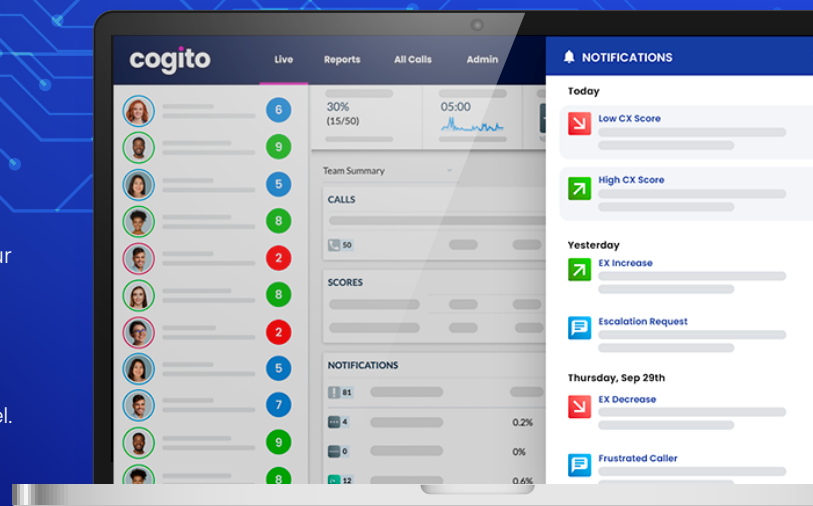 ur
el.
cogito
Live Reports All Calls Admin
6
9
5
8
2
8
2
5
7
9
8
30%
(15/50)
05:00
Team Summary
CALLS
50
SCORES
NOTIFICATIONS
81
4 0.2%
0 0%
12 0.6%
NOTIFICATIONS
Today
Low CX Score
High CX Score
Yesterday
EX Increase
Escalation Request
Thursday, Sep 29th
EX Decrease
Frustrated Caller